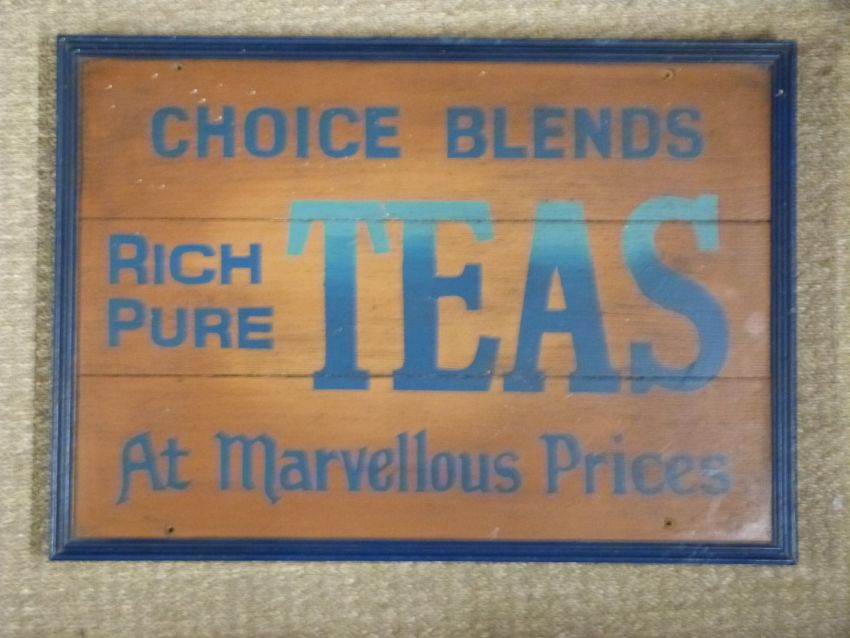 CHOICE BLENDS
RICH
PURE
TEAS
At Marvellous Prices